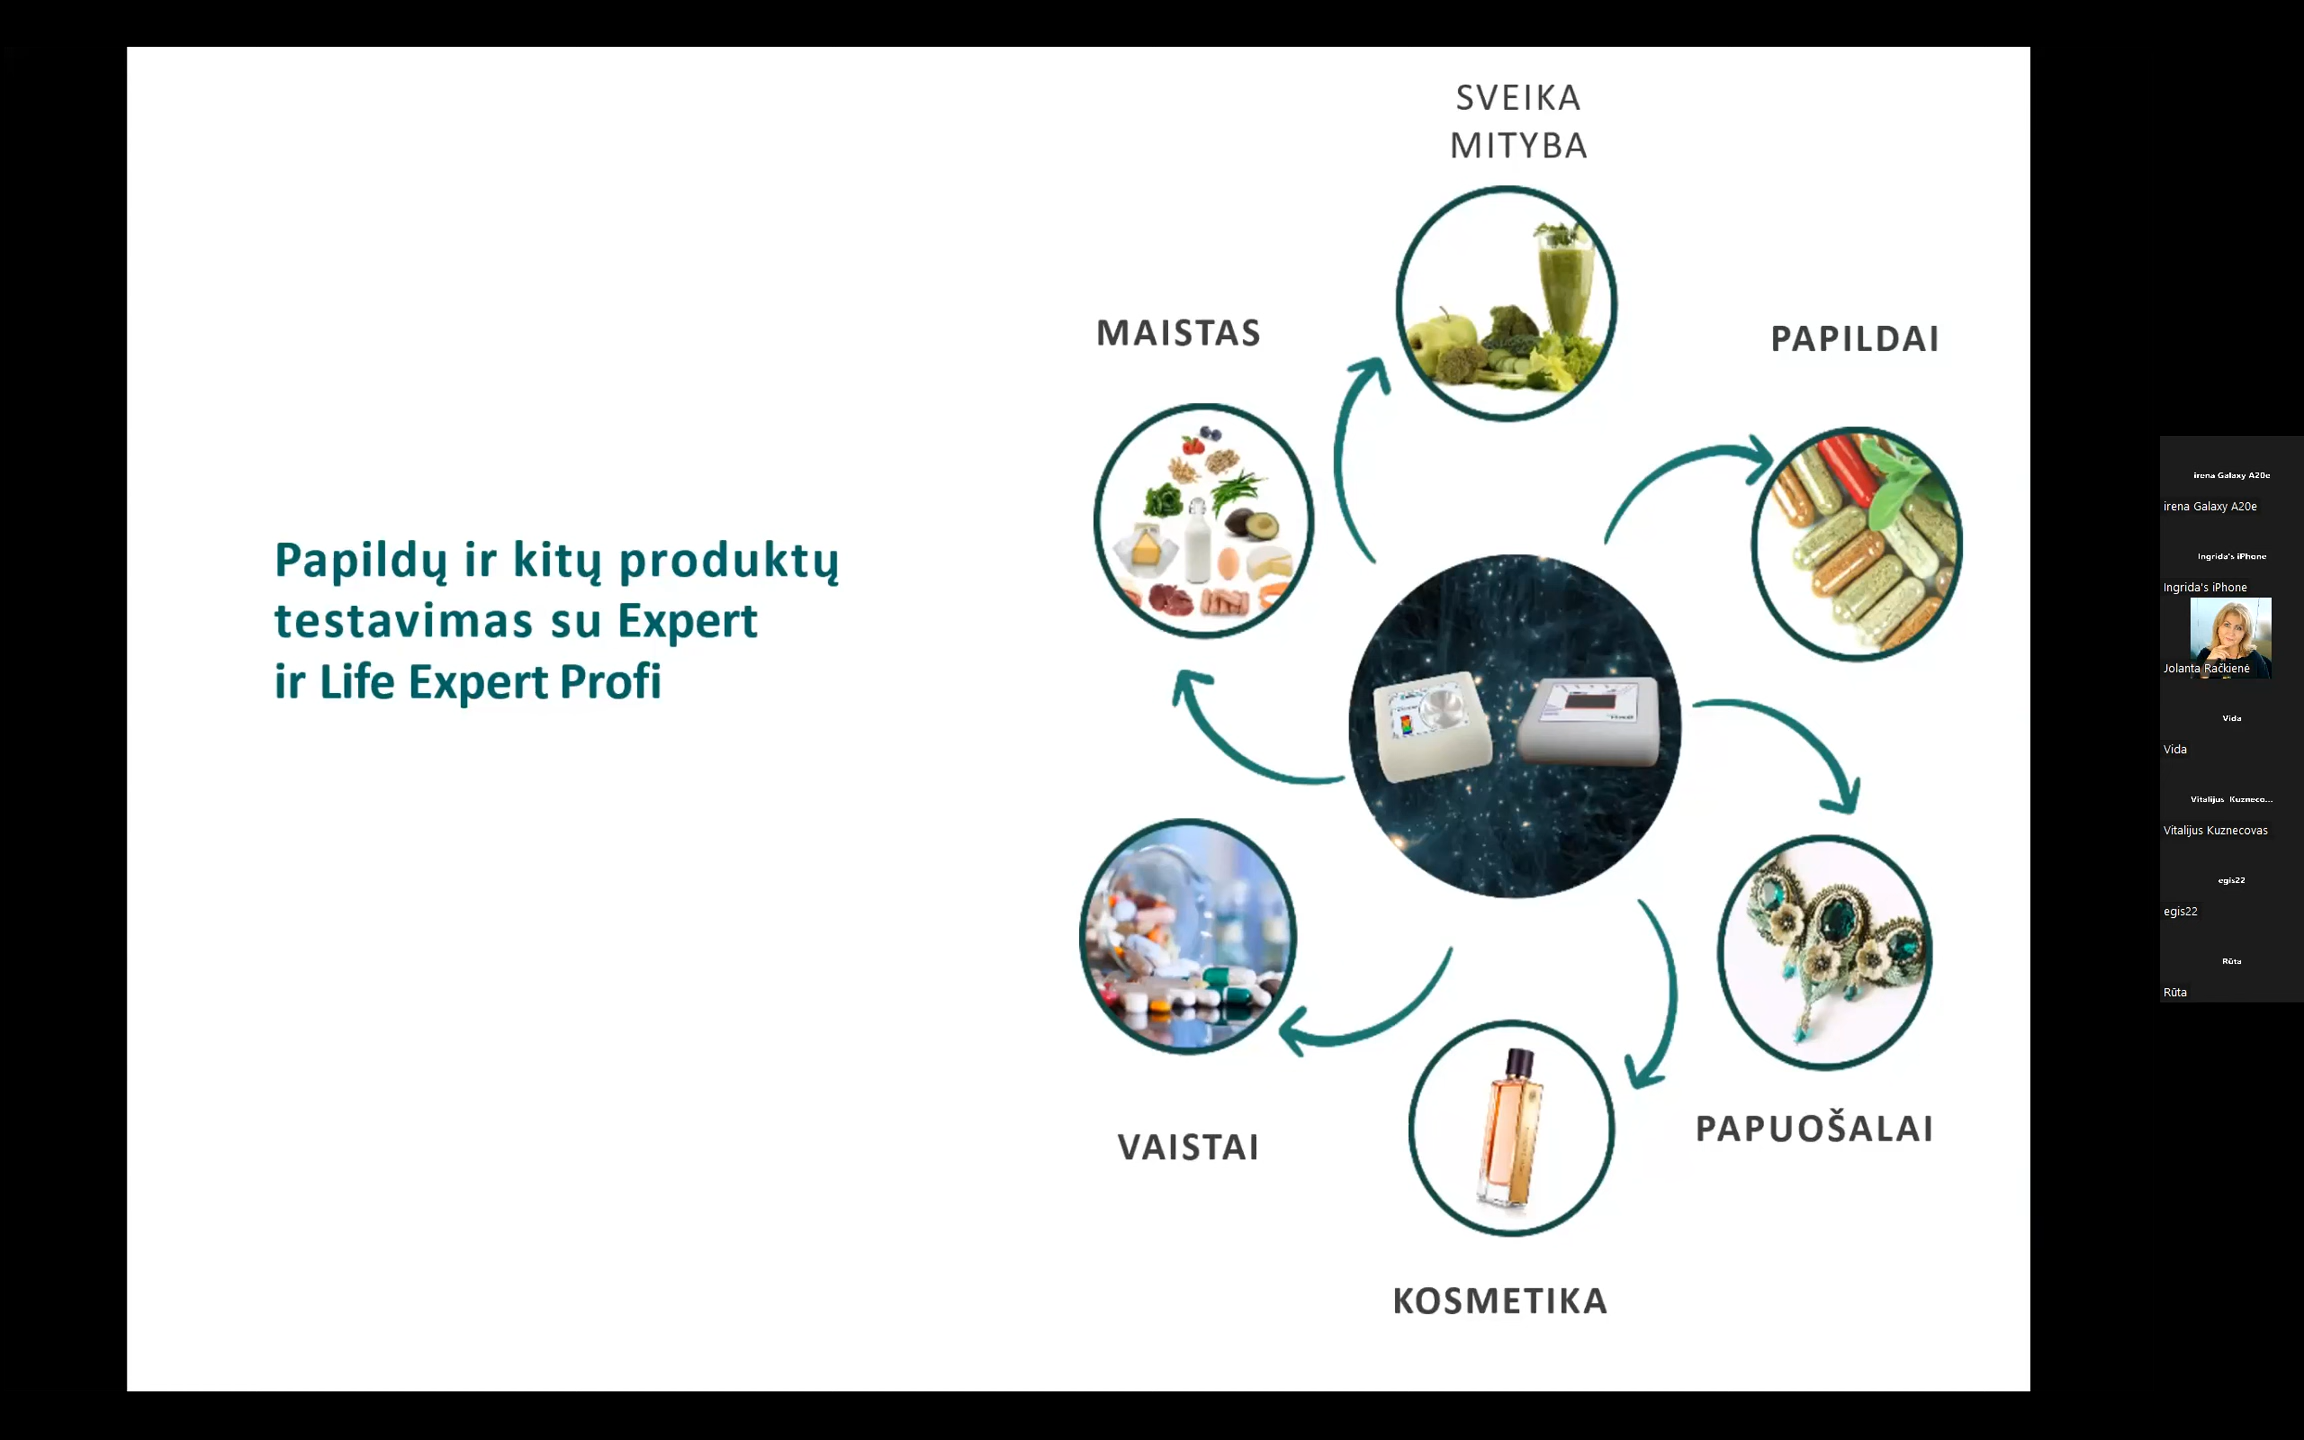 SVEIKA
MITYBA
MAISTAS
PAPILDAI
Papildų ir kitų produktų
testavimas su Expert
ir Life Expert Profi
VAISTAI
PAPUOŠALAI
KOSMETIKA
irena Galaxy A20e
irena Galaxy A20e
Ingrida's iPhone
Ingrida's iPhone
Jolanta Račkienė
Vida
Vida
Vitalijus Kuzneco...
Vitalijus Kuznecovas
egis22
egis22
Rūta
Rūta